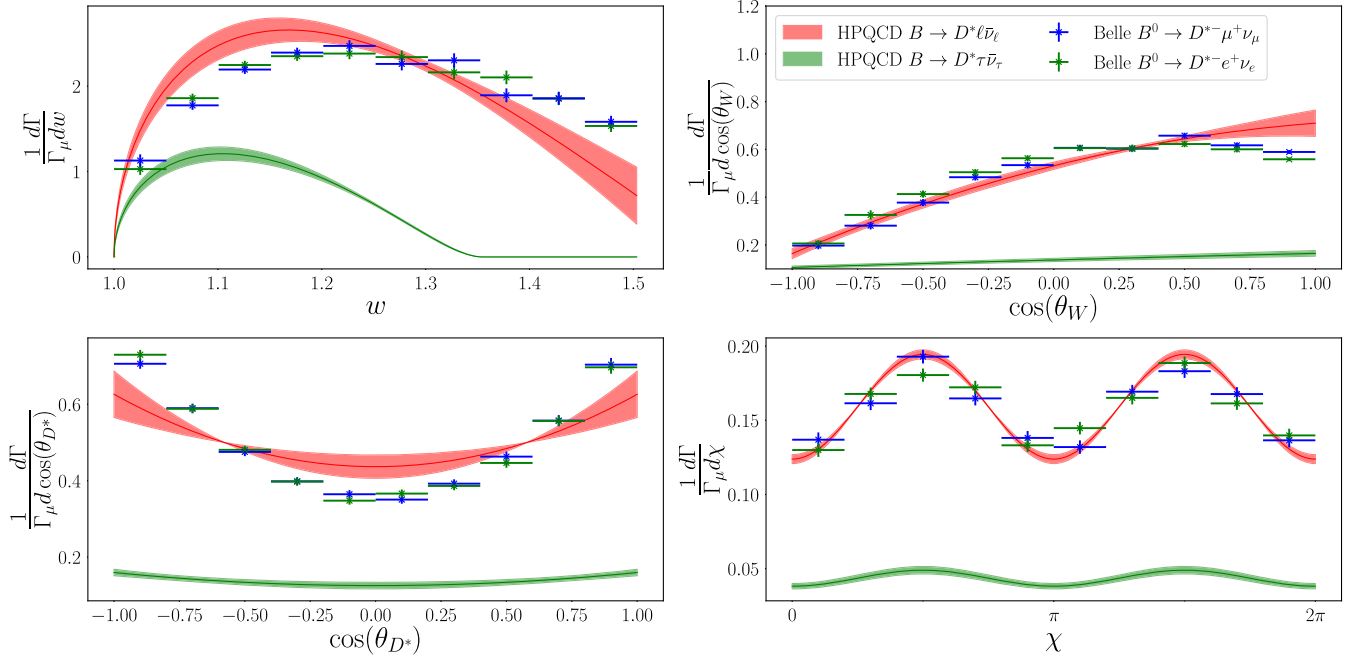 HPQCD B → D*ℓν̄ℓ
HPQCD B → D*τν̄τ
Belle B⁰ → D*⁻μ⁺νμ
Belle B⁰ → D*⁻e⁺νe
1/Γμ dΓ/dw
2
1
0
1.0 1.1 1.2 1.3 1.4 1.5
w
1/Γμ dΓ/d cos(θW)
1.2
1.0
0.8
0.6
0.4
0.2
−1.00 −0.75 −0.50 −0.25 0.00 0.25 0.50 0.75 1.00
cos(θW)
1/Γμ dΓ/d cos(θD*)
0.6
0.4
0.2
−1.00 −0.75 −0.50 −0.25 0.00 0.25 0.50 0.75 1.00
cos(θD*)
1/Γμ dΓ/dχ
0.20
0.15
0.10
0.05
0 π 2π
χ